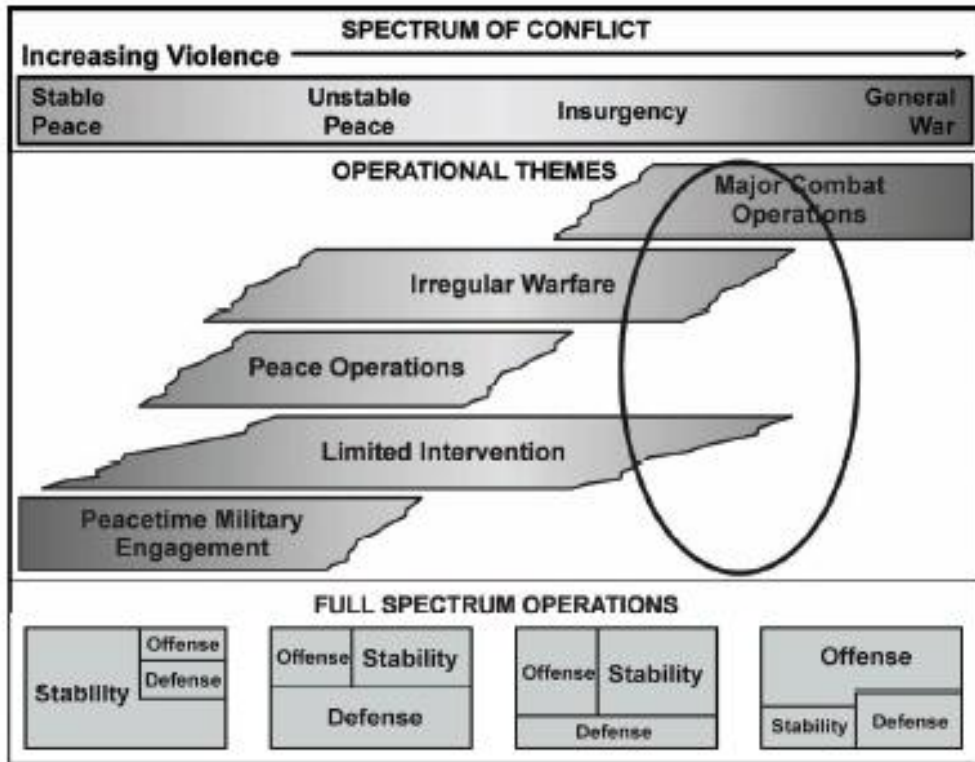 SPECTRUM OF CONFLICT
Increasing Violence
Stable Peace
Unstable Peace
Insurgency
General War
OPERATIONAL THEMES
Major Combat
Operations
Irregular Warfare
Peace Operations
Limited Intervention
Peacetime Military
Engagement
FULL SPECTRUM OPERATIONS
Stability
Offense
Defense
Offense
Stability
Defense
Offense
Stability
Defense
Offense
Stability
Defense